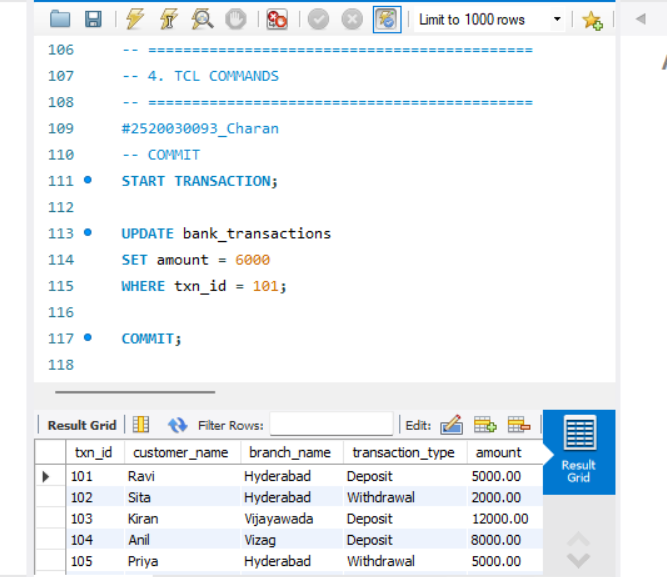 Limit to 1000 rows
106 -- ============================================
107 -- 4. TCL COMMANDS
108 -- ============================================
109 #2520030093_Charan
110 -- COMMIT
111 START TRANSACTION;
112
113 UPDATE bank_transactions
114 SET amount = 6000
115 WHERE txn_id = 101;
116
117 COMMIT;
118
Result Grid Filter Rows: Edit:
txn_id customer_name branch_name transaction_type amount
101 Ravi Hyderabad Deposit 5000.00
102 Sita Hyderabad Withdrawal 2000.00
103 Kiran Vijayawada Deposit 12000.00
104 Anil Vizag Deposit 8000.00
105 Priya Hyderabad Withdrawal 5000.00
Result
Grid